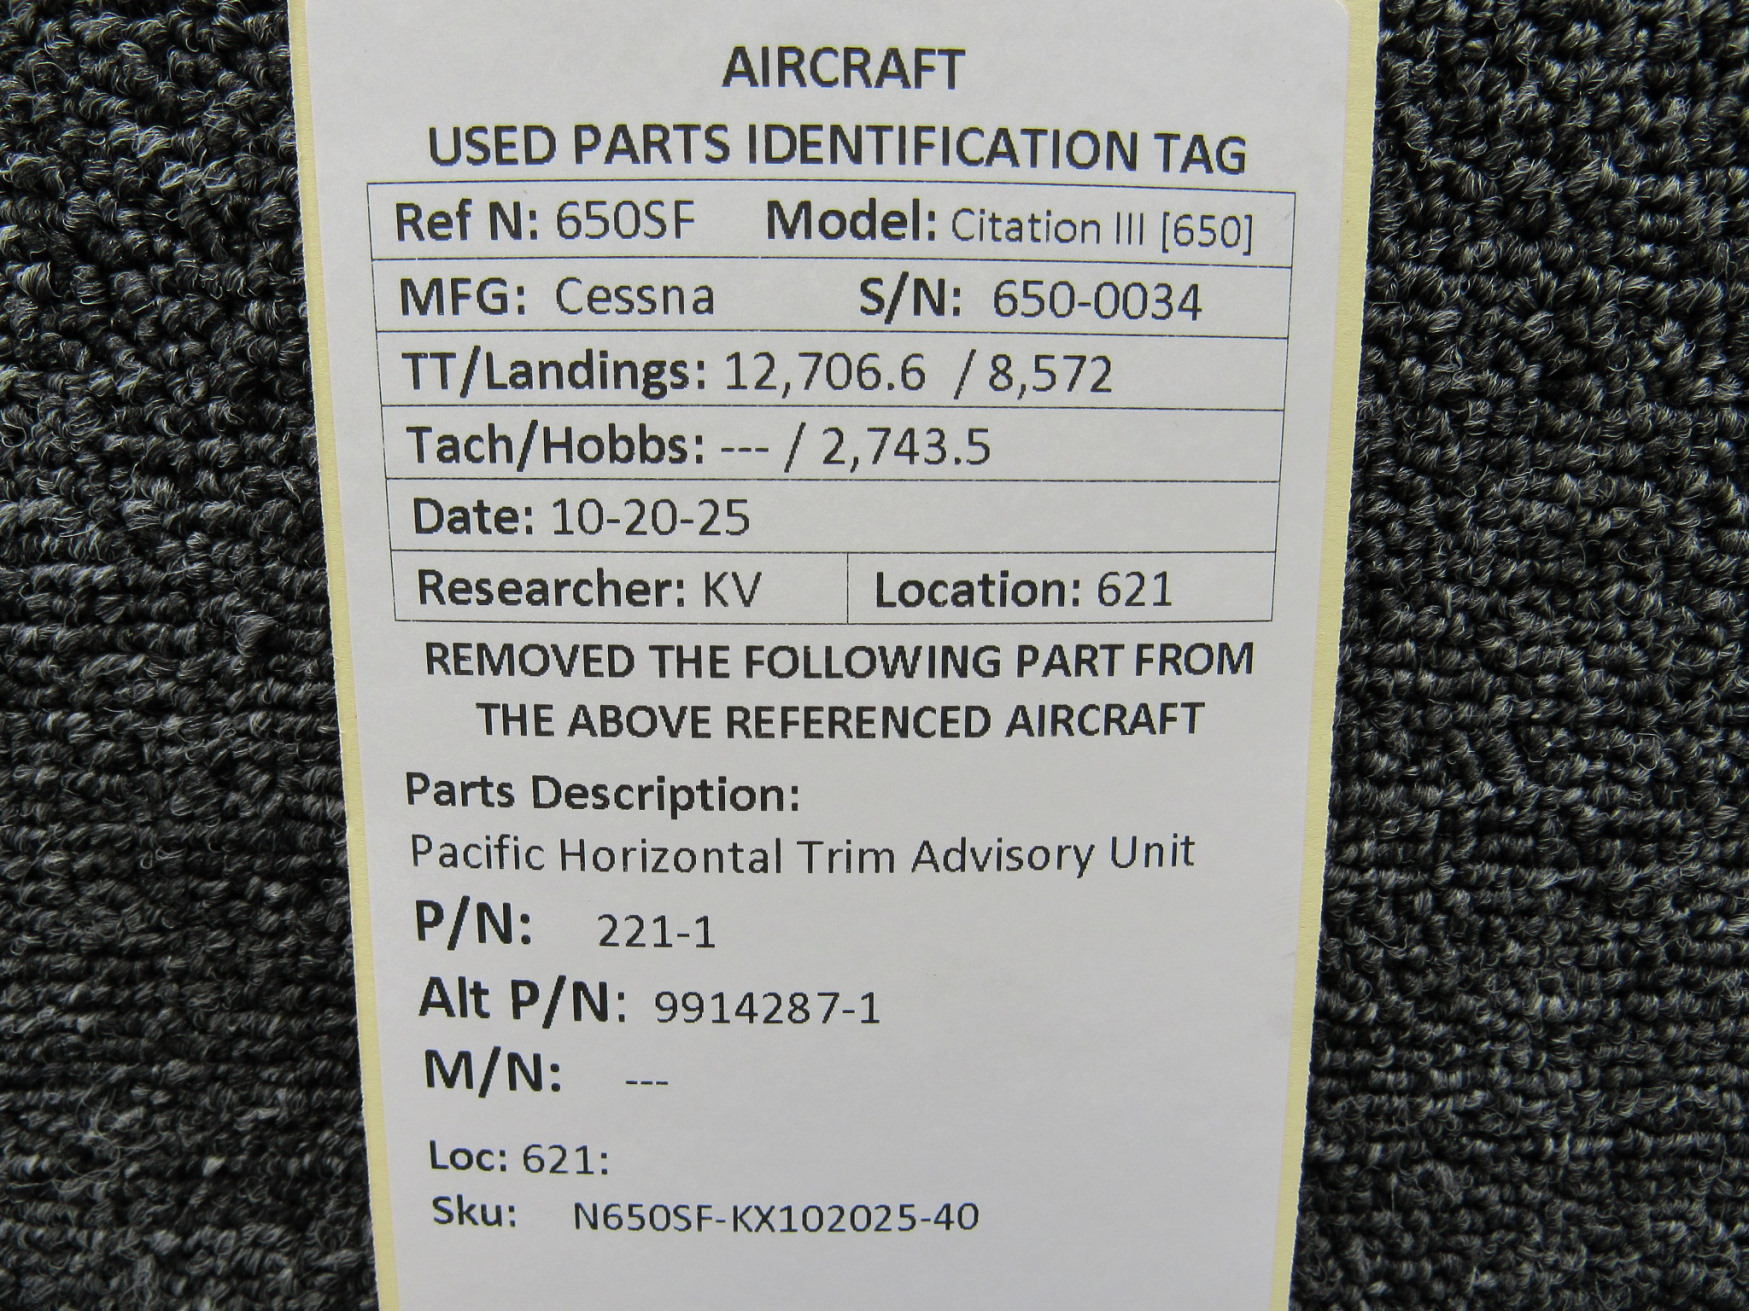 AIRCRAFT
USED PARTS IDENTIFICATION TAG
Ref N: 650SF Model: Citation III [650]
MFG: Cessna S/N: 650-0034
TT/Landings: 12,706.6 / 8,572
Tach/Hobbs: --- / 2,743.5
Date: 10-20-25
Researcher: KV Location: 621
REMOVED THE FOLLOWING PART FROM
THE ABOVE REFERENCED AIRCRAFT
Parts Description:
Pacific Horizontal Trim Advisory Unit
P/N: 221-1
Alt P/N: 9914287-1
M/N: ---
Loc: 621:
Sku: N650SF-KX102025-40